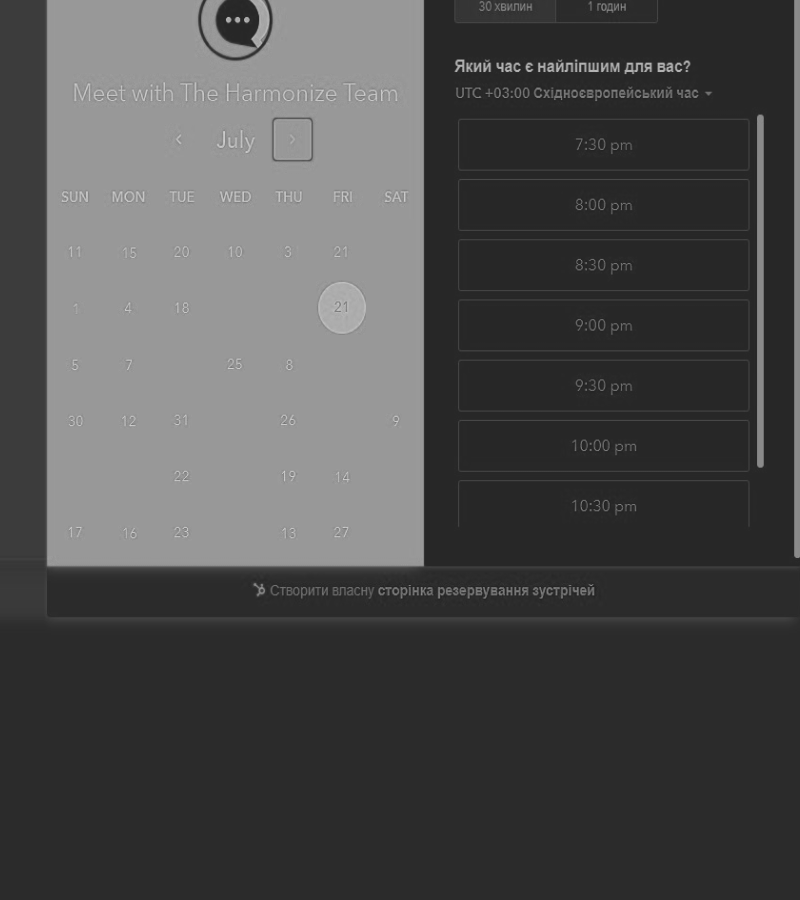 30 хвилин 1 годин
Meet with The Harmonize Team
July
SUN MON TUE WED THU FRI SAT
11 15 20 10 3 21
1 4 18 21
5 7 25 8
30 12 31 26 9
22 19 14
17 16 23 13 27
Який час є найліпшим для вас?
UTC +03:00 Східноєвропейський час
7:30 pm
8:00 pm
8:30 pm
9:00 pm
9:30 pm
10:00 pm
10:30 pm
Створити власну сторінка резервування зустрічей